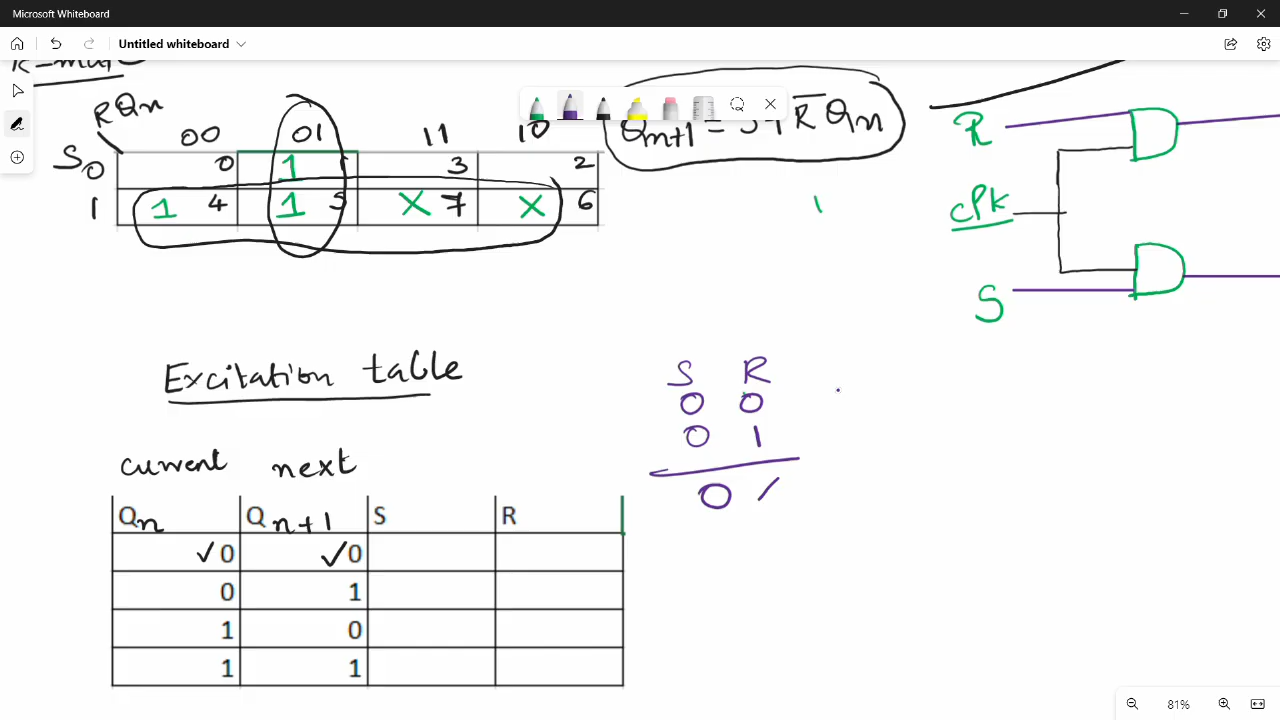 Microsoft Whiteboard
Untitled whiteboard
RQn
00 01 11 10
S 0 0 1 1 3 2
1 1 4 1 5 X 7 X 6
R̅ Qn
1
R
clk
S
Excitation table
S R
0 0
0 1
0
current next
Qn Q n+1 S R
✓0 ✓0
0 1
1 0
1 1
81%